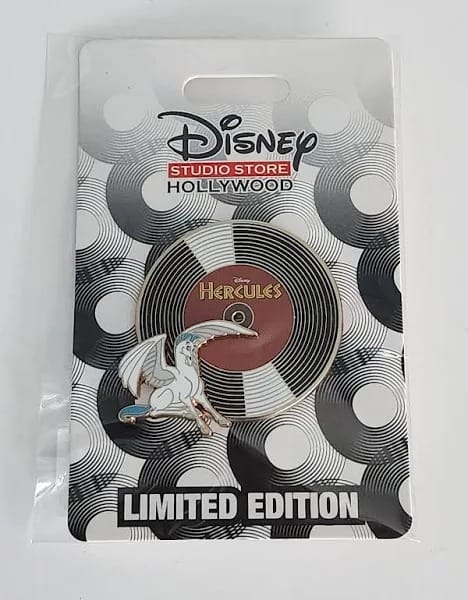 Disney
STUDIO STORE
HOLLYWOOD
Disney
HERCULES
LIMITED EDITION